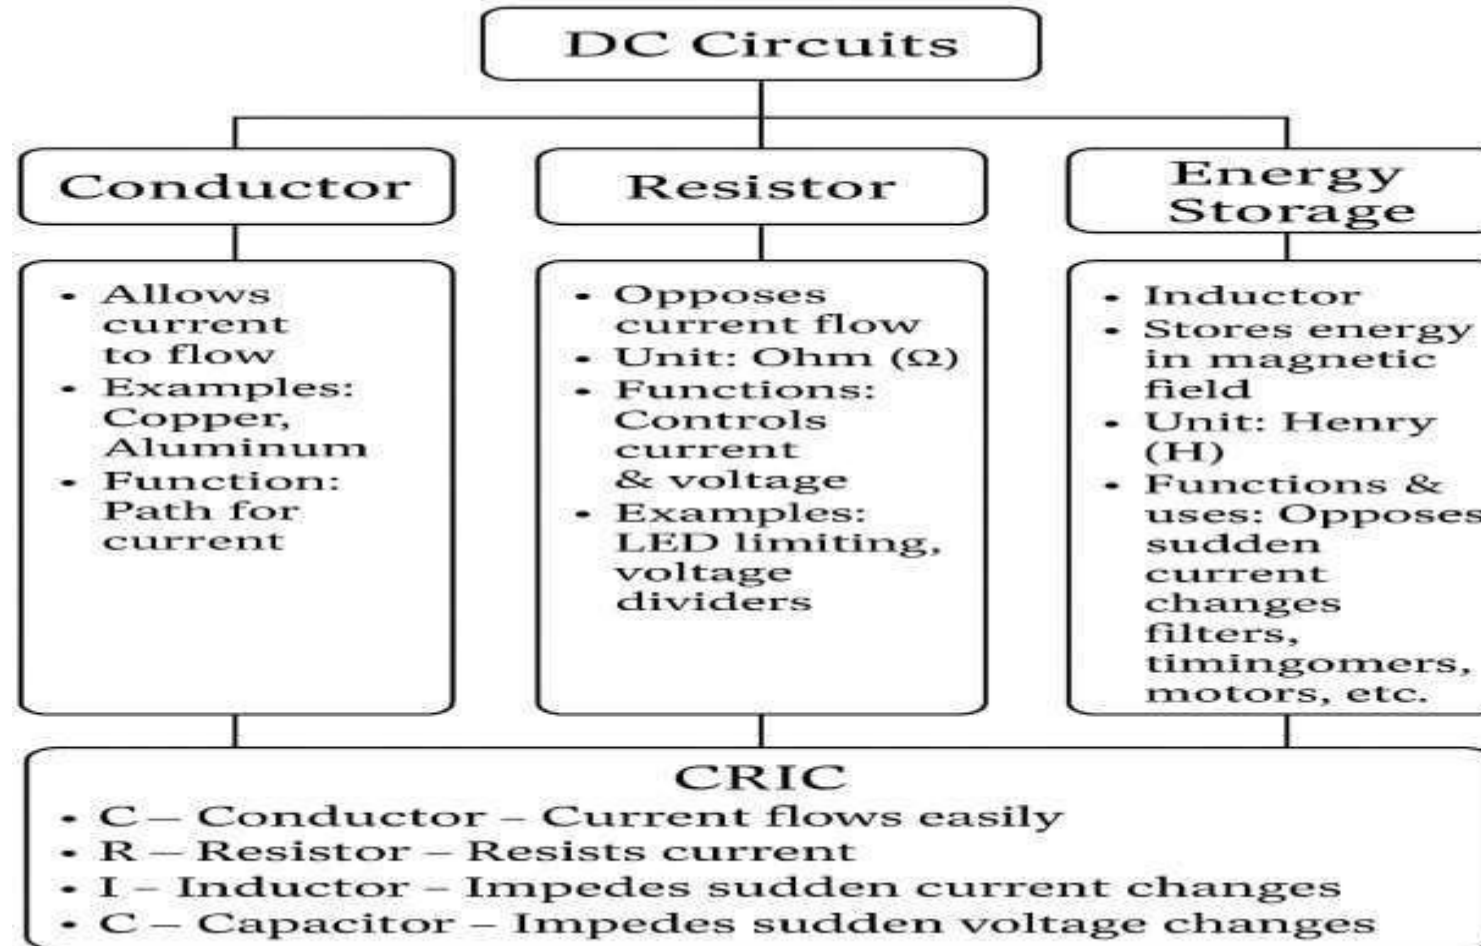 DC Circuits
Conductor
• Allows
current
to flow
• Examples:
Copper,
Aluminum
• Function:
Path for
current
Resistor
• Opposes
current flow
• Unit: Ohm (Ω)
• Functions:
Controls
current
& voltage
• Examples:
LED limiting,
voltage
dividers
Energy
Storage
• Inductor
• Stores energy
in magnetic
field
• Unit: Henry
(H)
• Functions &
uses: Opposes
sudden
current
changes
filters,
timingomers,
motors, etc.
CRIC
• C – Conductor – Current flows easily
• R – Resistor – Resists current
• I – Inductor – Impedes sudden current changes
• C – Capacitor – Impedes sudden voltage changes